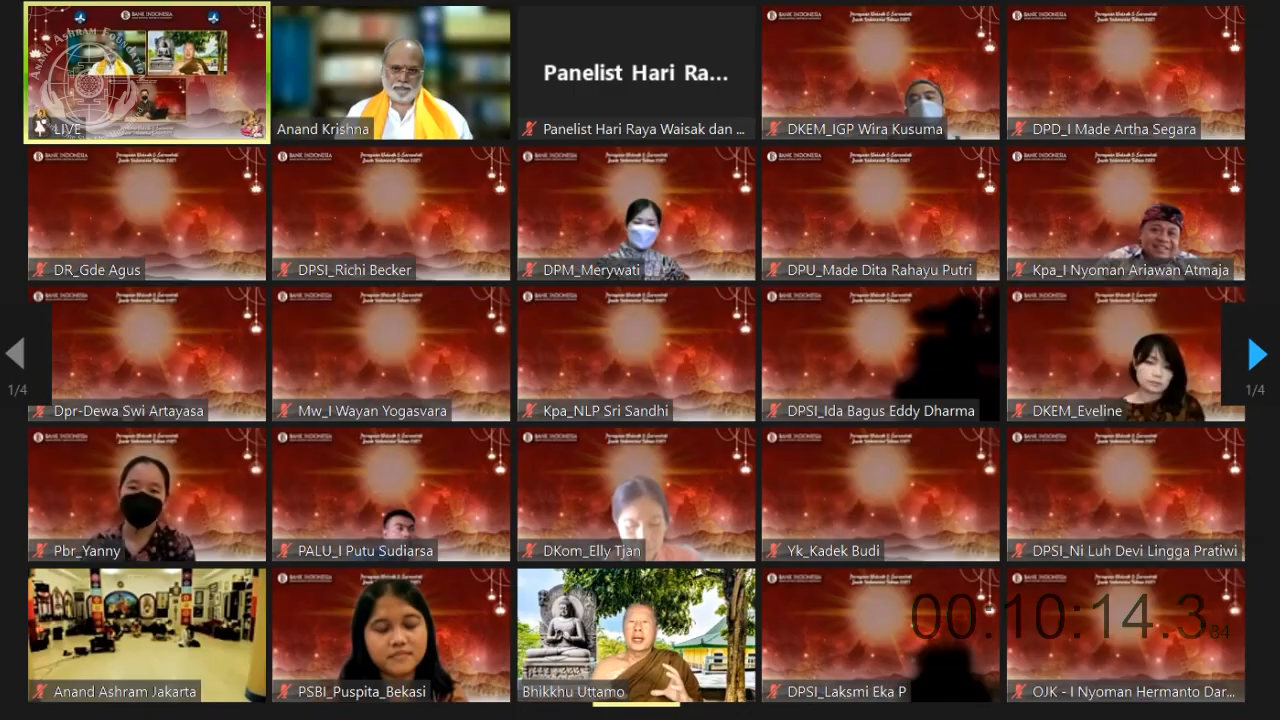 BANK INDONESIA
Anand Ashram Foundation
LIVE
Anand Krishna
Panelist Hari Ra...
Panelist Hari Raya Waisak dan ...
DKEM_IGP Wira Kusuma
DPD_I Made Artha Segara
DR_Gde Agus
DPSI_Richi Becker
DPM_Merywati
DPU_Made Dita Rahayu Putri
Kpa_I Nyoman Ariawan Atmaja
1/4
Dpr-Dewa Swi Artayasa
Mw_I Wayan Yogasvara
Kpa_NLP Sri Sandhi
DPSI_Ida Bagus Eddy Dharma
DKEM_Eveline
1/4
Pbr_Yanny
PALU_I Putu Sudiarsa
DKom_Elly Tjan
Yk_Kadek Budi
DPSI_Ni Luh Devi Lingga Pratiwi
00:10:14.384
Anand Ashram Jakarta
PSBI_Puspita_Bekasi
Bhikkhu Uttamo
DPSI_Laksmi Eka P
OJK - I Nyoman Hermanto Dar...